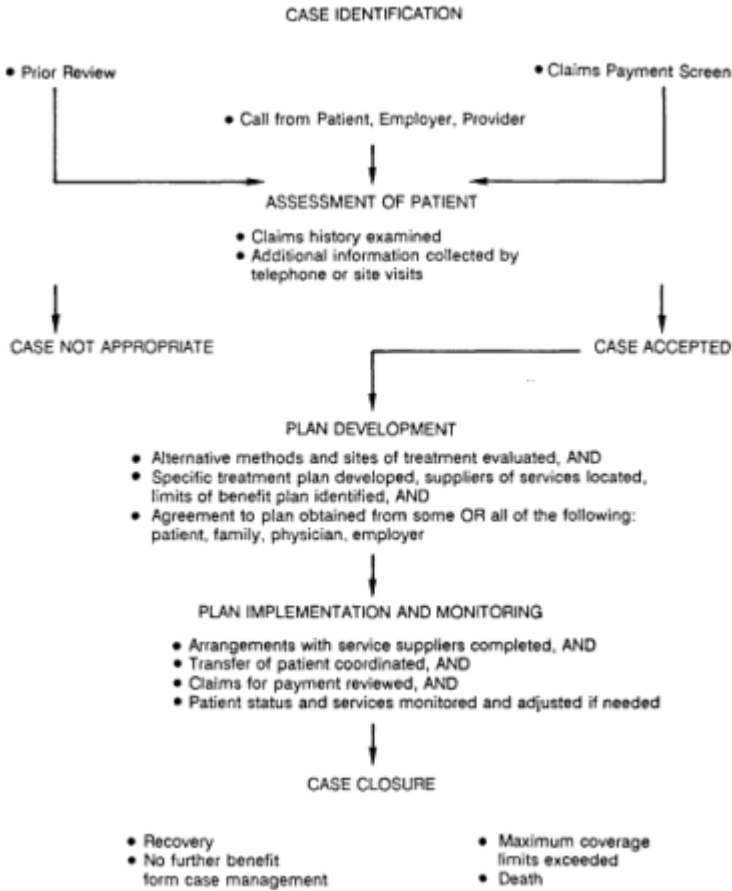 CASE IDENTIFICATION
• Prior Review
• Claims Payment Screen
• Call from Patient, Employer, Provider
ASSESSMENT OF PATIENT
• Claims history examined
• Additional information collected by
telephone or site visits
CASE NOT APPROPRIATE
CASE ACCEPTED
PLAN DEVELOPMENT
• Alternative methods and sites of treatment evaluated, AND
• Specific treatment plan developed, suppliers of services located,
limits of benefit plan identified, AND
• Agreement to plan obtained from some OR all of the following:
patient, family, physician, employer
PLAN IMPLEMENTATION AND MONITORING
• Arrangements with service suppliers completed, AND
• Transfer of patient coordinated, AND
• Claims for payment reviewed, AND
• Patient status and services monitored and adjusted if needed
CASE CLOSURE
• Recovery
• No further benefit
form case management
• Maximum coverage
limits exceeded
• Death